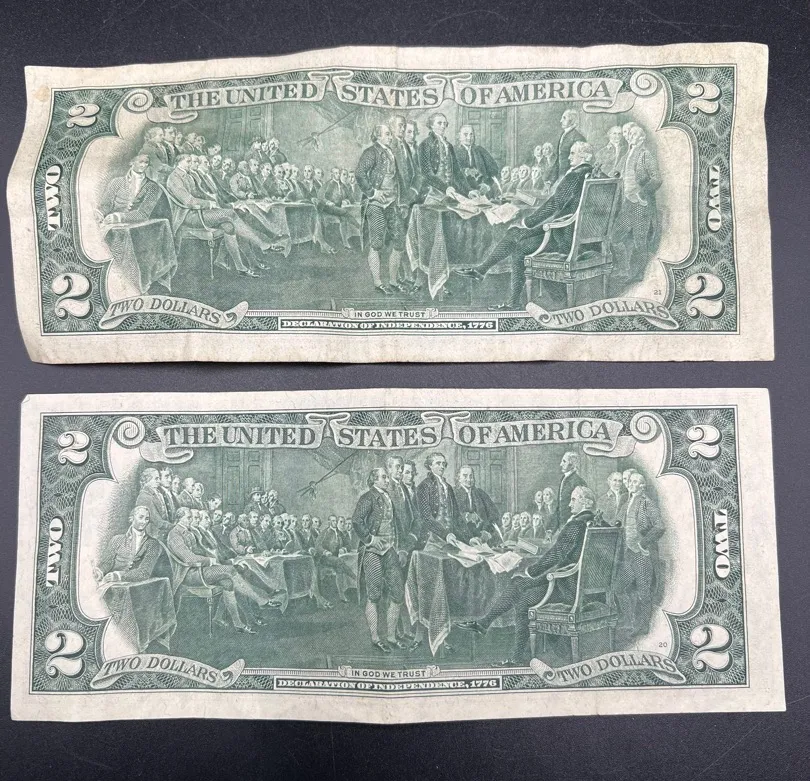 2 THE UNITED STATES OF AMERICA 2
TWO TWO
21
2 TWO DOLLARS IN GOD WE TRUST TWO DOLLARS 2
DECLARATION OF INDEPENDENCE, 1776
2 THE UNITED STATES OF AMERICA 2
TWO TWO
20
2 TWO DOLLARS IN GOD WE TRUST TWO DOLLARS 2
DECLARATION OF INDEPENDENCE, 1776